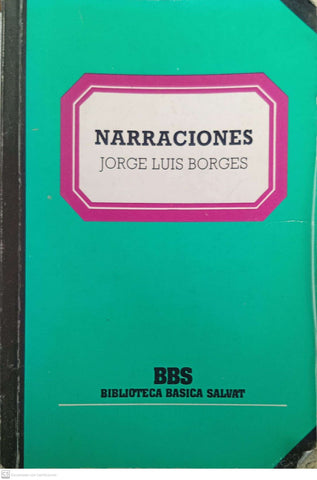 NARRACIONES
JORGE LUIS BORGES
BBS
BIBLIOTECA BASICA SALVAT